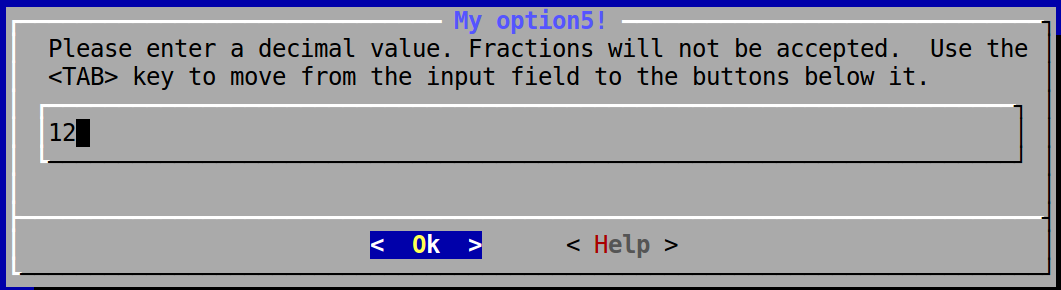 My option5!
Please enter a decimal value. Fractions will not be accepted.  Use the
<TAB> key to move from the input field to the buttons below it.
12
<  Ok  >    < Help >